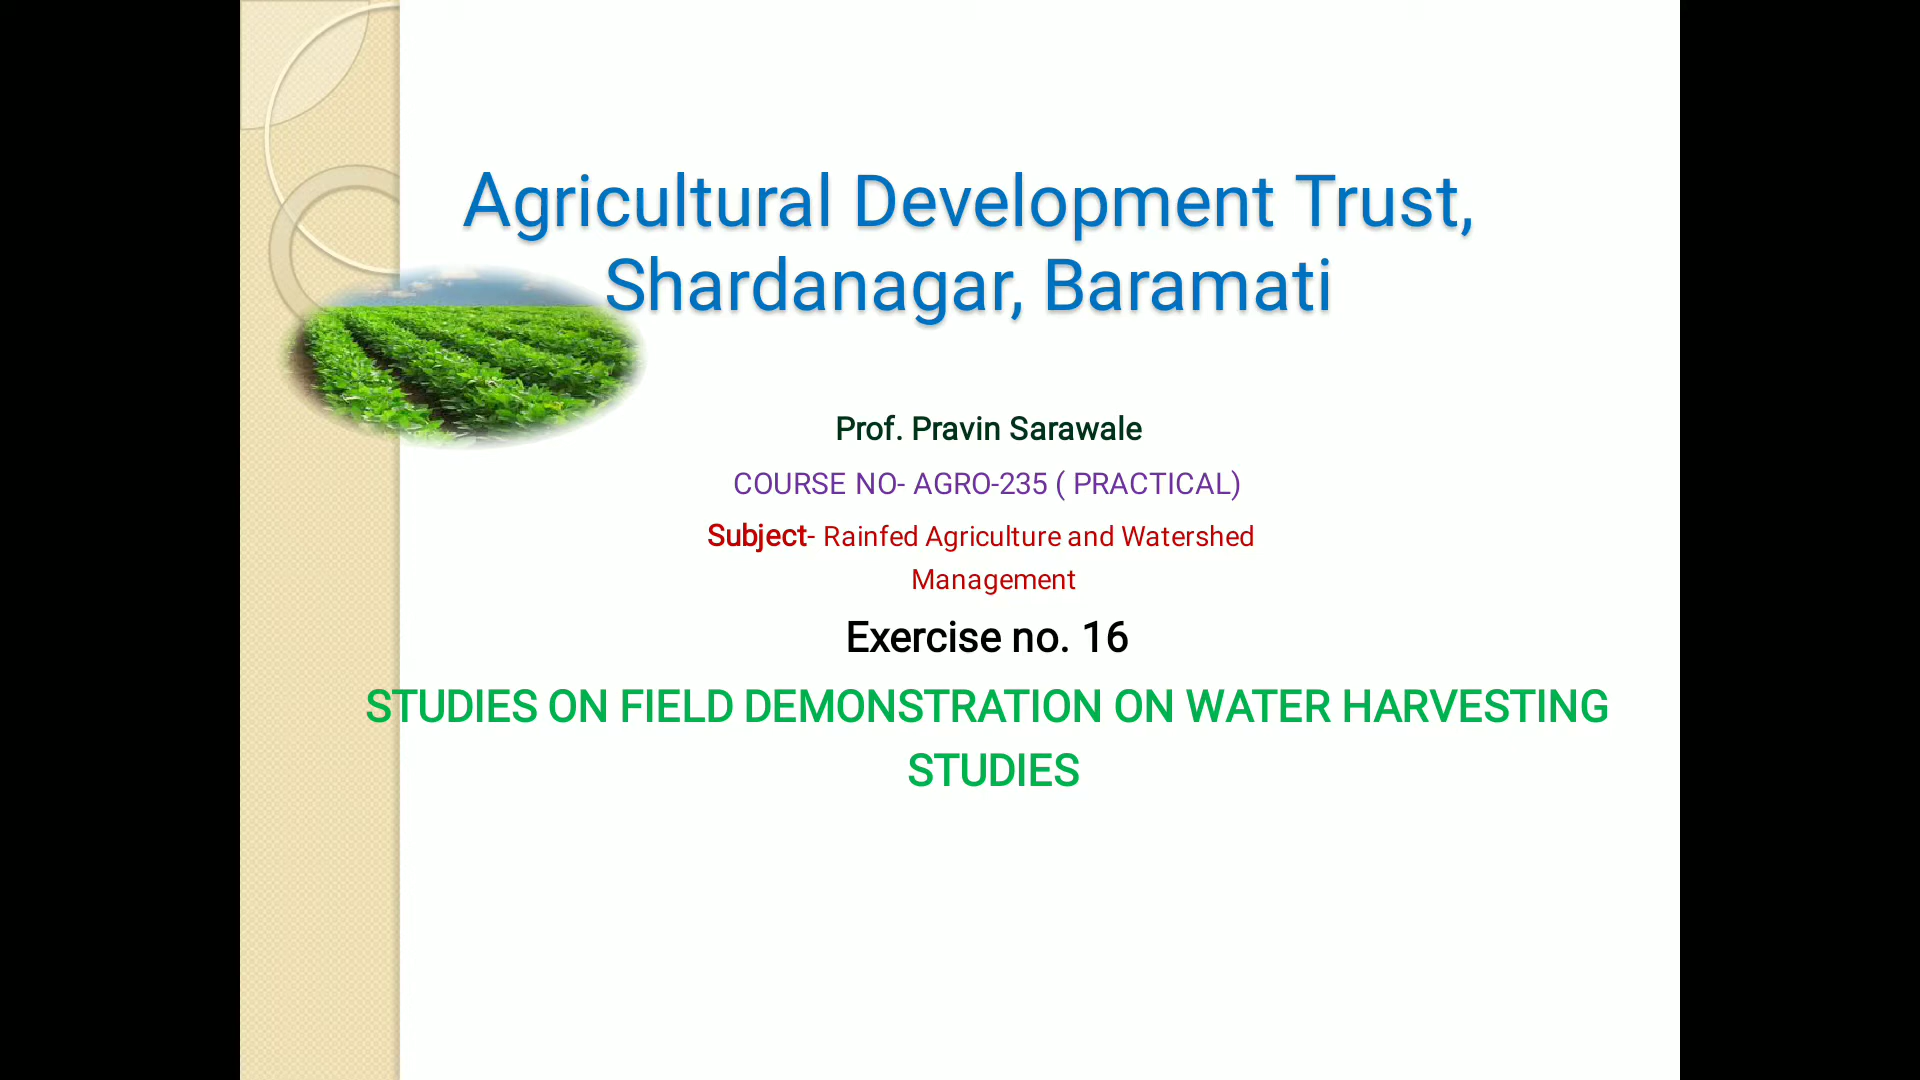 Agricultural Development Trust,
Shardanagar, Baramati
Prof. Pravin Sarawale
COURSE NO- AGRO-235 ( PRACTICAL)
Subject- Rainfed Agriculture and Watershed
Management
Exercise no. 16
STUDIES ON FIELD DEMONSTRATION ON WATER HARVESTING
STUDIES